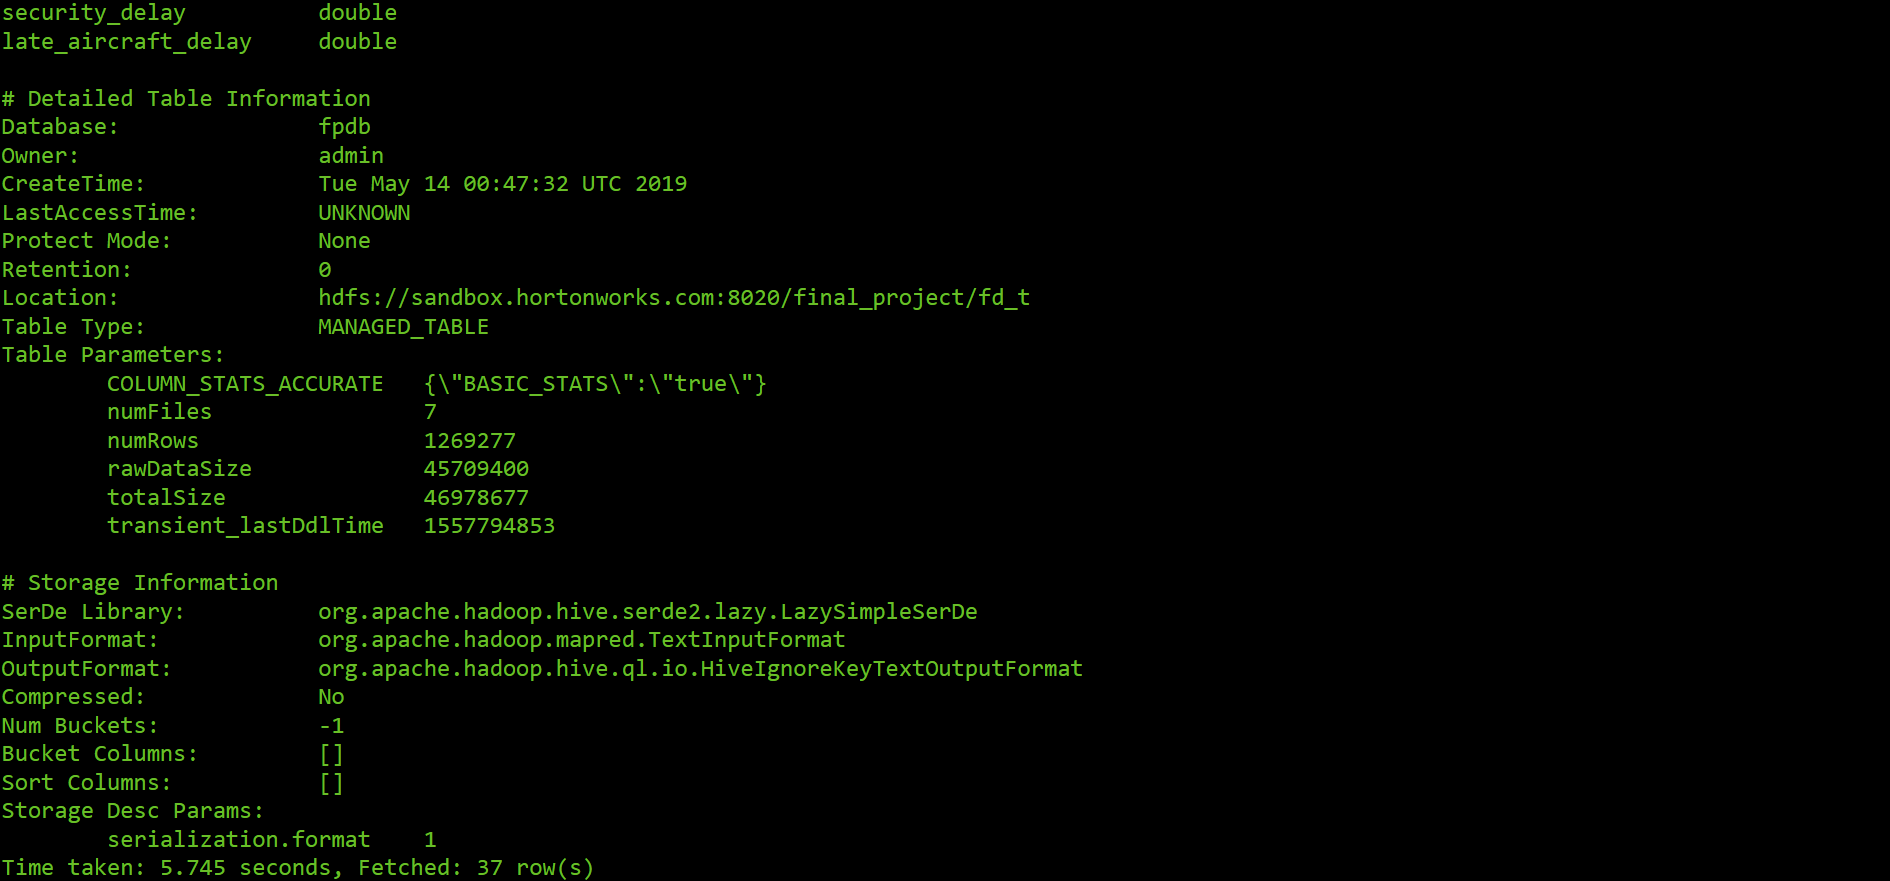 security_delay double
late_aircraft_delay double
# Detailed Table Information
Database: fpdb
Owner: admin
CreateTime: Tue May 14 00:47:32 UTC 2019
LastAccessTime: UNKNOWN
Protect Mode: None
Retention: 0
Location: hdfs://sandbox.hortonworks.com:8020/final_project/fd_t
Table Type: MANAGED_TABLE
Table Parameters:
COLUMN_STATS_ACCURATE {\"BASIC_STATS\":\"true\"}
numFiles 7
numRows 1269277
rawDataSize 45709400
totalSize 46978677
transient_lastDdlTime 1557794853
# Storage Information
SerDe Library: org.apache.hadoop.hive.serde2.lazy.LazySimpleSerDe
InputFormat: org.apache.hadoop.mapred.TextInputFormat
OutputFormat: org.apache.hadoop.hive.ql.io.HiveIgnoreKeyTextOutputFormat
Compressed: No
Num Buckets: -1
Bucket Columns: []
Sort Columns: []
Storage Desc Params:
serialization.format 1
Time taken: 5.745 seconds, Fetched: 37 row(s)